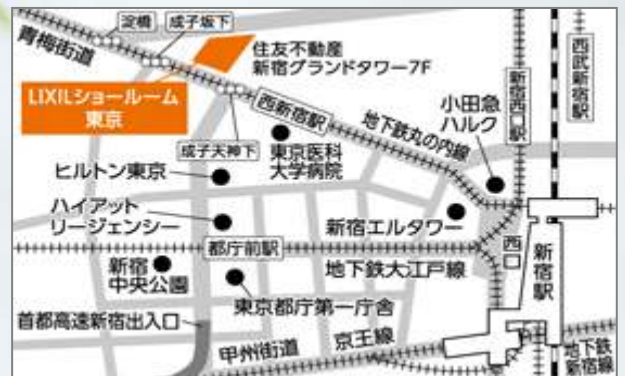 淀橋
成子坂下
青梅街道
住友不動産
新宿グランドタワー7F
LIXILショールーム
東京
西新宿駅
成子天神下
東京医科
大学病院
地下鉄丸の内線
小田急
ハルク
新宿西口駅
西武新宿駅
ヒルトン東京
ハイアット
リージェンシー
新宿エルタワー
都庁前駅
地下鉄大江戸線
西口
新宿駅
新宿
中央公園
東京都庁第一庁舎
首都高速新宿出入口
甲州街道
京王線
地下鉄
新宿線